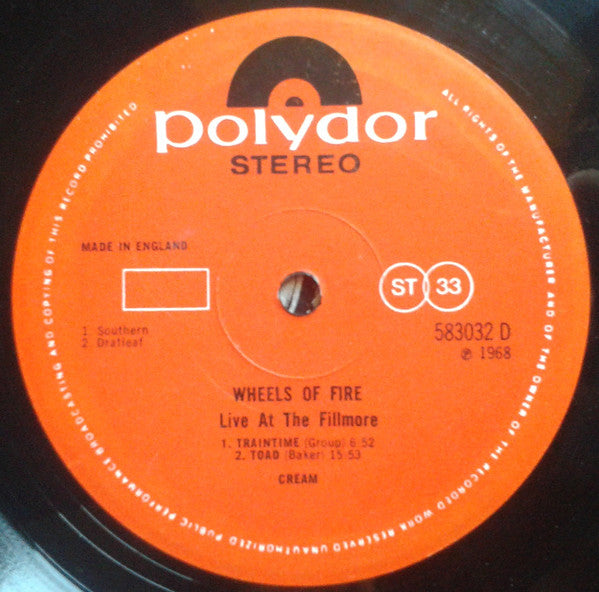 polydor
STEREO
ALL RIGHTS OF THE MANUFACTURER AND OF THE OWNER OF THE RECORDED WORK RESERVED UNAUTHORIZED PUBLIC PERFORMANCE BROADCASTING AND COPYING OF THIS RECORD PROHIBITED
MADE IN ENGLAND
ST 33
1. Southern
2. Dratleaf
583032 D
℗ 1968
WHEELS OF FIRE
Live At The Fillmore
1. TRAINTIME (Group) 6:52
2. TOAD (Baker) 15:53
CREAM